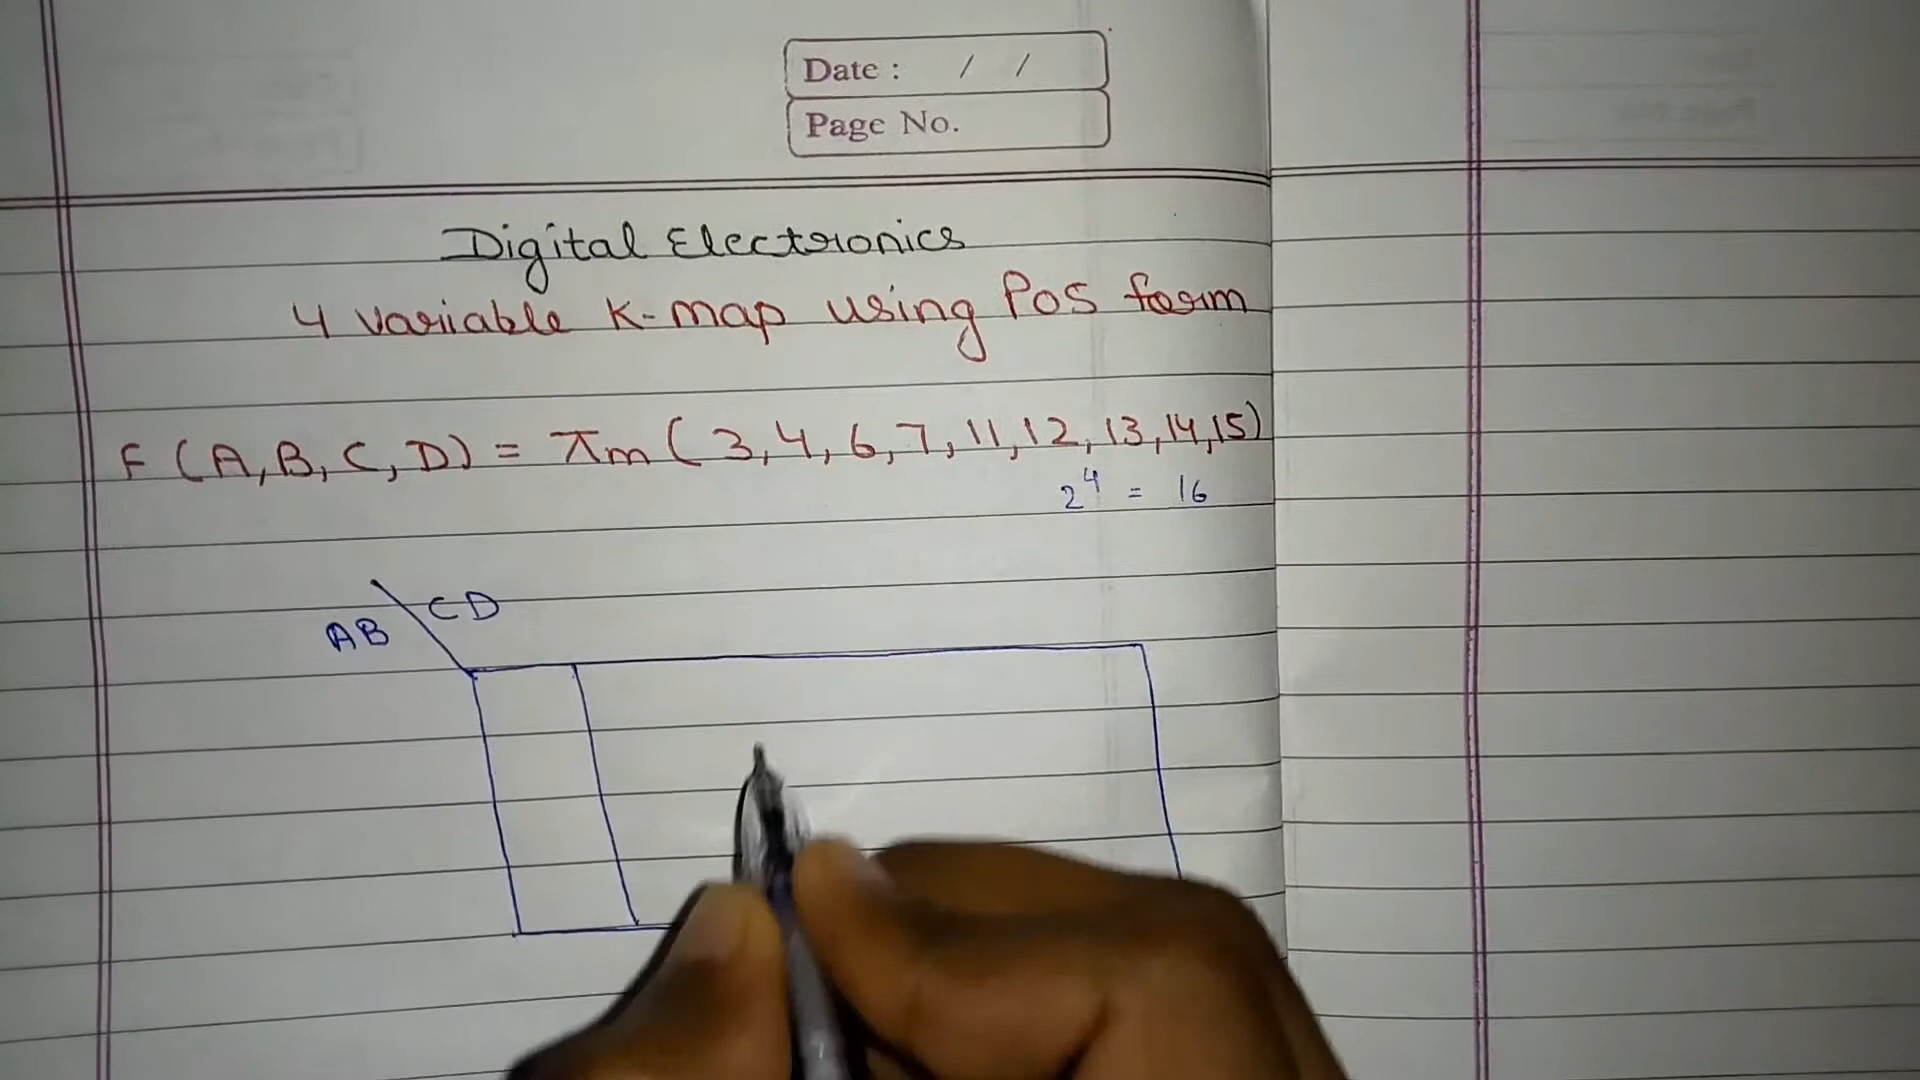 Date : / /
Page No.
Digital Electronics
4 variable K-map using POS form
F (A, B, C, D) = πm ( 3, 4, 6, 7, 11, 12, 13, 14, 15)
2⁴ = 16
CD
AB